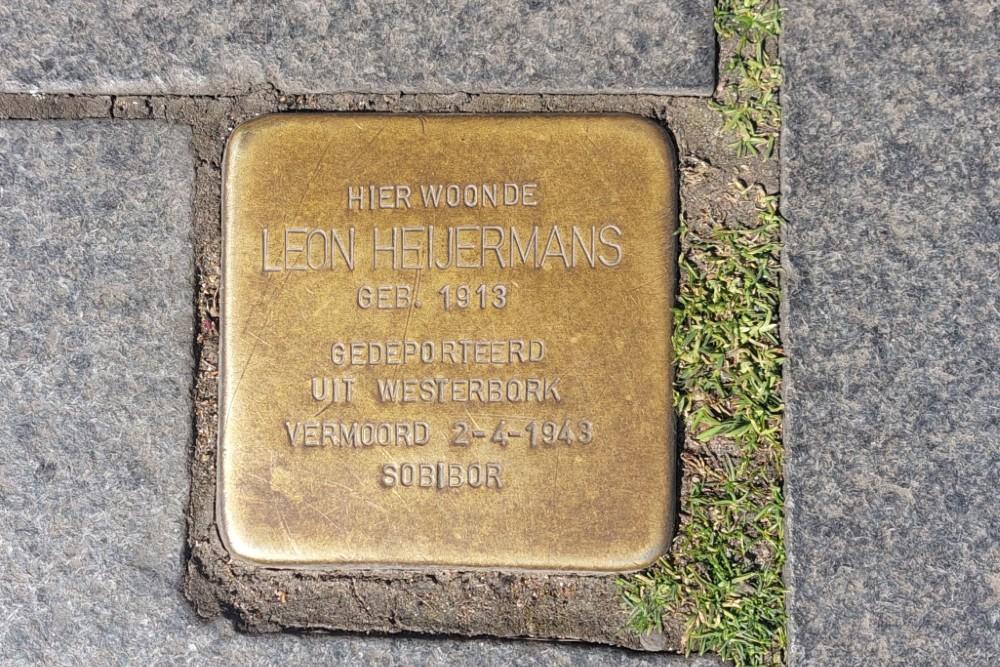 HIER WOONDE
LEON HEIJERMANS
GEB. 1913
GEDEPORTEERD
UIT WESTERBORK
VERMOORD 2-4-1943
SOBIBOR